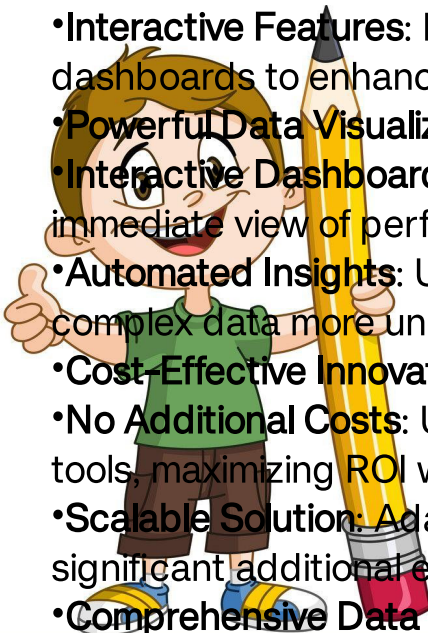 •Interactive Features:
dashboards to enhanc
•Powerful Data Visualiz
•Interactive Dashboard
immediate view of perf
•Automated Insights: U
complex data more un
•Cost-Effective Innovat
•No Additional Costs: U
tools, maximizing ROI w
•Scalable Solution: Ada
significant additional e
•Comprehensive Data